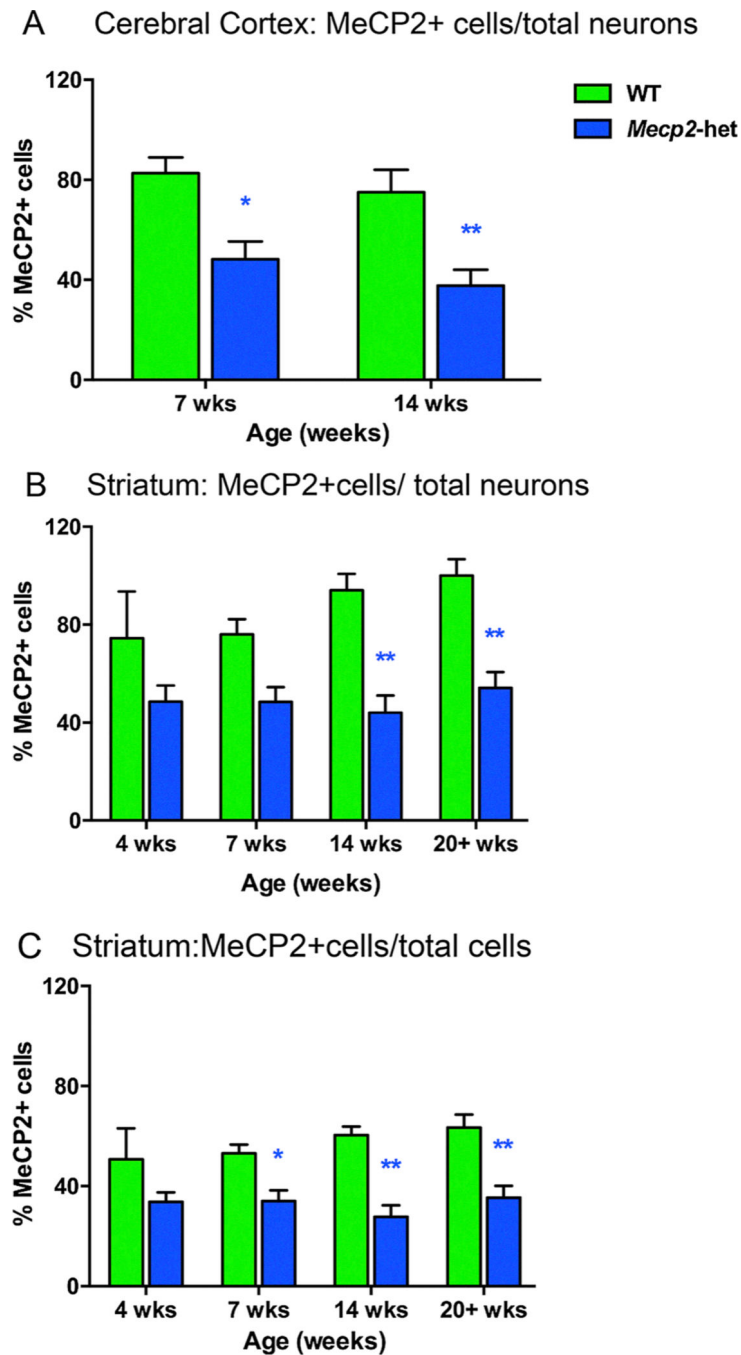 A Cerebral Cortex: MeCP2+ cells/total neurons
120
80
40
0
% MeCP2+ cells
WT
Mecp2-het
*
**
7 wks 14 wks
Age (weeks)
B Striatum: MeCP2+cells/ total neurons
120
80
40
0
% MeCP2+ cells
**
**
4 wks 7 wks 14 wks 20+ wks
Age (weeks)
C Striatum:MeCP2+cells/total cells
120
80
40
0
% MeCP2+ cells
*
**
**
4 wks 7 wks 14 wks 20+ wks
Age (weeks)